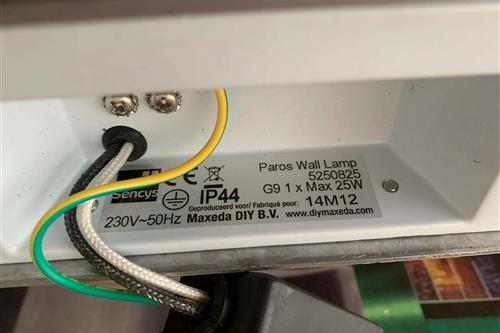 Sencys
CE
IP44
Paros Wall Lamp
5250825
G9 1 x Max 25W
Geproduceerd voor/ Fabriqué pour:
14M12
230V~50Hz Maxeda DIY B.V. www.diymaxeda.com